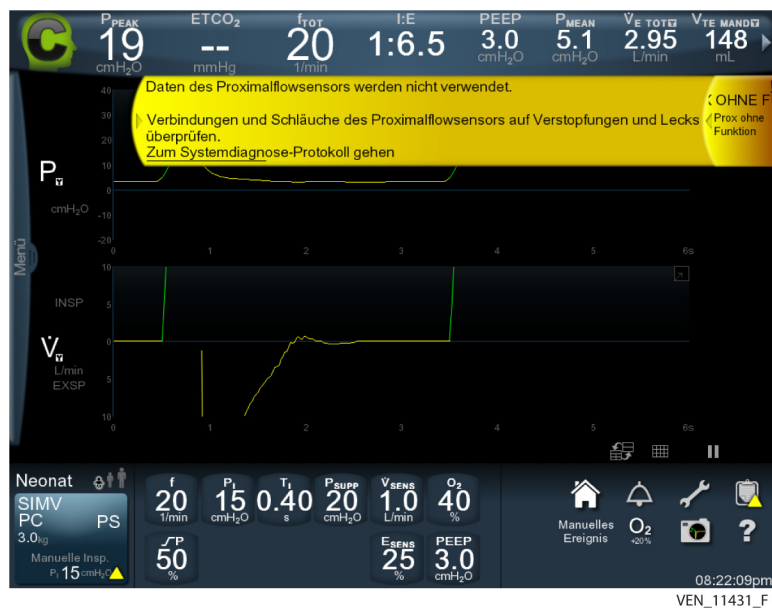 PPEAK ETCO2 fTOT I:E PEEP PMEAN V̇E TOTY VTE MANDY
19 -- 20 1:6.5 3.0 5.1 2.95 148
cmH2O mmHg 1/min cmH2O cmH2O L/min mL
Daten des Proximalflowsensors werden nicht verwendet.
Verbindungen und Schläuche des Proximalflowsensors auf Verstopfungen und Lecks
überprüfen.
Zum Systemdiagnose-Protokoll gehen
OHNE F
Prox ohne
Funktion
40
30
20
10
0
-10
-20
PY
cmH2O
0 1 2 3 4 5 6s
Menü
10
5
0
5
10
INSP
V̇Y
L/min
EXSP
0 1 2 3 4 5 6s
Neonat
SIMV
PC PS
3.0kg
Manuelle Insp.
PI 15 cmH2O
f PI TI PSUPP V̇SENS O2
20 15 0.40 20 1.0 40
1/min cmH2O s cmH2O L/min %
P ESENS PEEP
50 25 3.0
% % cmH2O
Manuelles
Ereignis
O2
+20%
?
08:22:09pm
VEN_11431_F